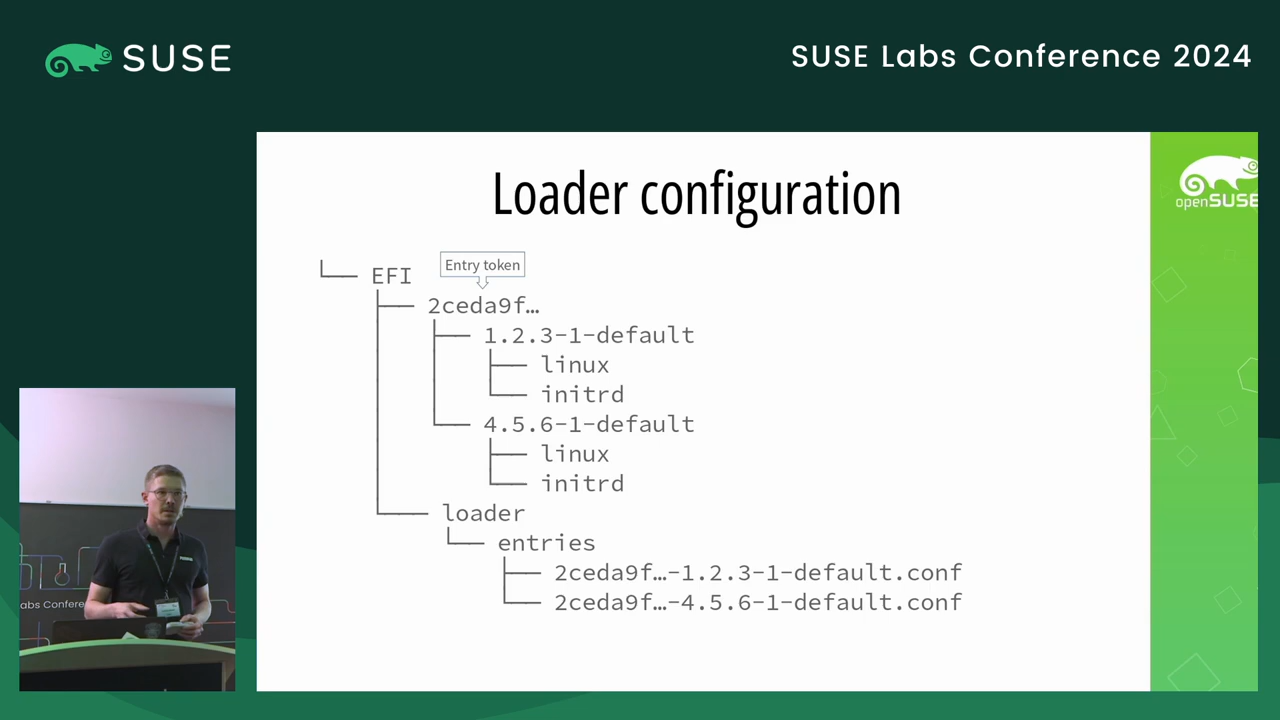 SUSE
SUSE Labs Conference 2024
Loader configuration
openSUSE
└── EFI
Entry token
├── 2ceda9f…
├── 1.2.3-1-default
├── linux
└── initrd
└── 4.5.6-1-default
├── linux
└── initrd
└── loader
└── entries
├── 2ceda9f…-1.2.3-1-default.conf
└── 2ceda9f…-4.5.6-1-default.conf
abs Confere